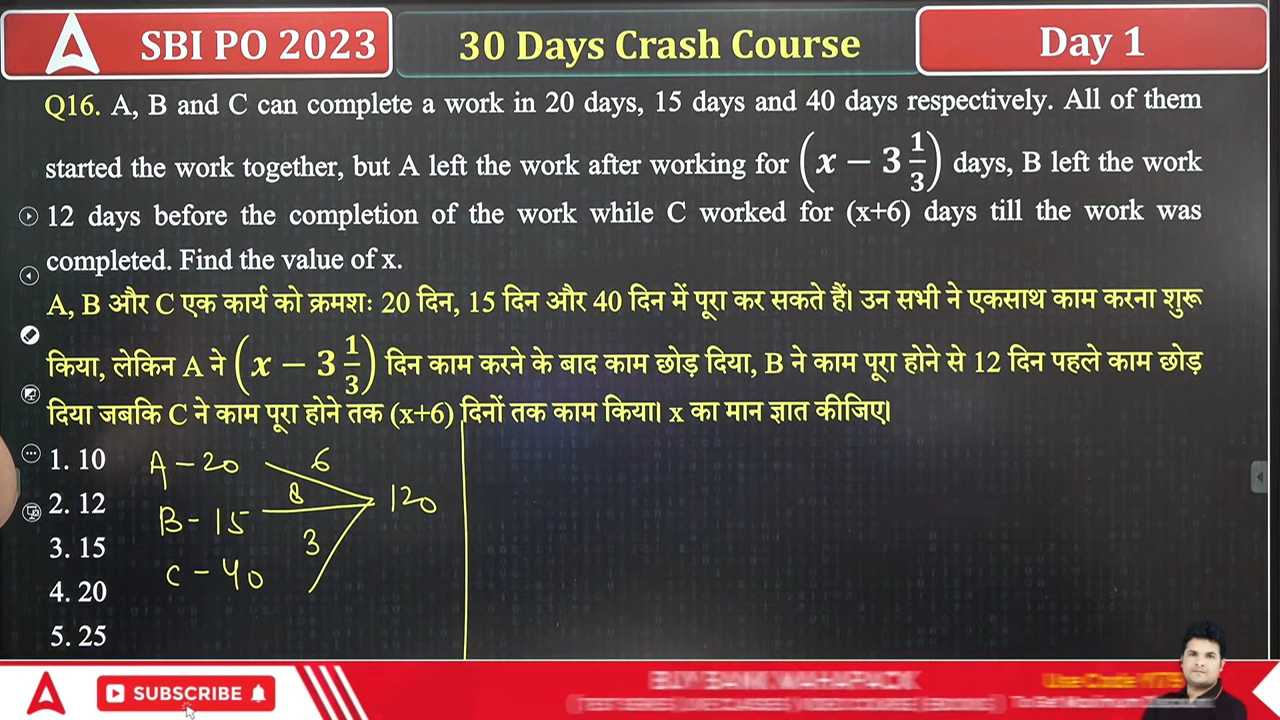 SBI PO 2023
30 Days Crash Course
Day 1
Q16. A, B and C can complete a work in 20 days, 15 days and 40 days respectively. All of them
started the work together, but A left the work after working for (x − 3 1/3) days, B left the work
12 days before the completion of the work while C worked for (x+6) days till the work was
completed. Find the value of x.
A, B और C एक कार्य को क्रमशः 20 दिन, 15 दिन और 40 दिन में पूरा कर सकते हैं। उन सभी ने एकसाथ काम करना शुरू
किया, लेकिन A ने (x − 3 1/3) दिन काम करने के बाद काम छोड़ दिया, B ने काम पूरा होने से 12 दिन पहले काम छोड़
दिया जबकि C ने काम पूरा होने तक (x+6) दिनों तक काम किया। x का मान ज्ञात कीजिए।
1. 10
2. 12
3. 15
4. 20
5. 25
A - 20 6
B - 15 8 120
C - 40 3
SUBSCRIBE